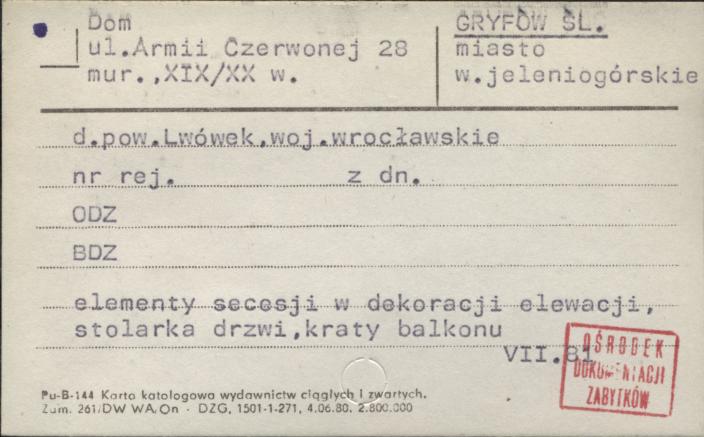 Dom
ul.Armii Czerwonej 28
mur.,XIX/XX w.
GRYFÓW ŚL.
miasto
w.jeleniogórskie
d.pow.Lwówek,woj.wrocławskie
nr rej. z dn.
ODZ
BDZ
elementy secesji w dekoracji elewacji,
stolarka drzwi,kraty balkonu
VII.81
OŚRODEK
DOKUMENTACJI
ZABYTKÓW
Pu-B-144 Karta katalogowa wydawnictw ciągłych i zwartych.
Zam. 261/DW WA/On - DZG, 1501-1-271, 4.06.80. 2.800.000